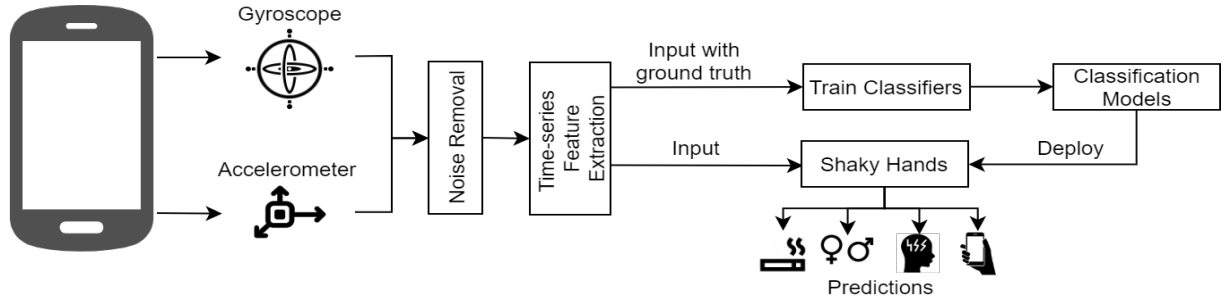 Gyroscope
Accelerometer
Noise Removal
Time-series
Feature
Extraction
Input with
ground truth
Train Classifiers
Classification
Models
Input
Shaky Hands
Deploy
Predictions